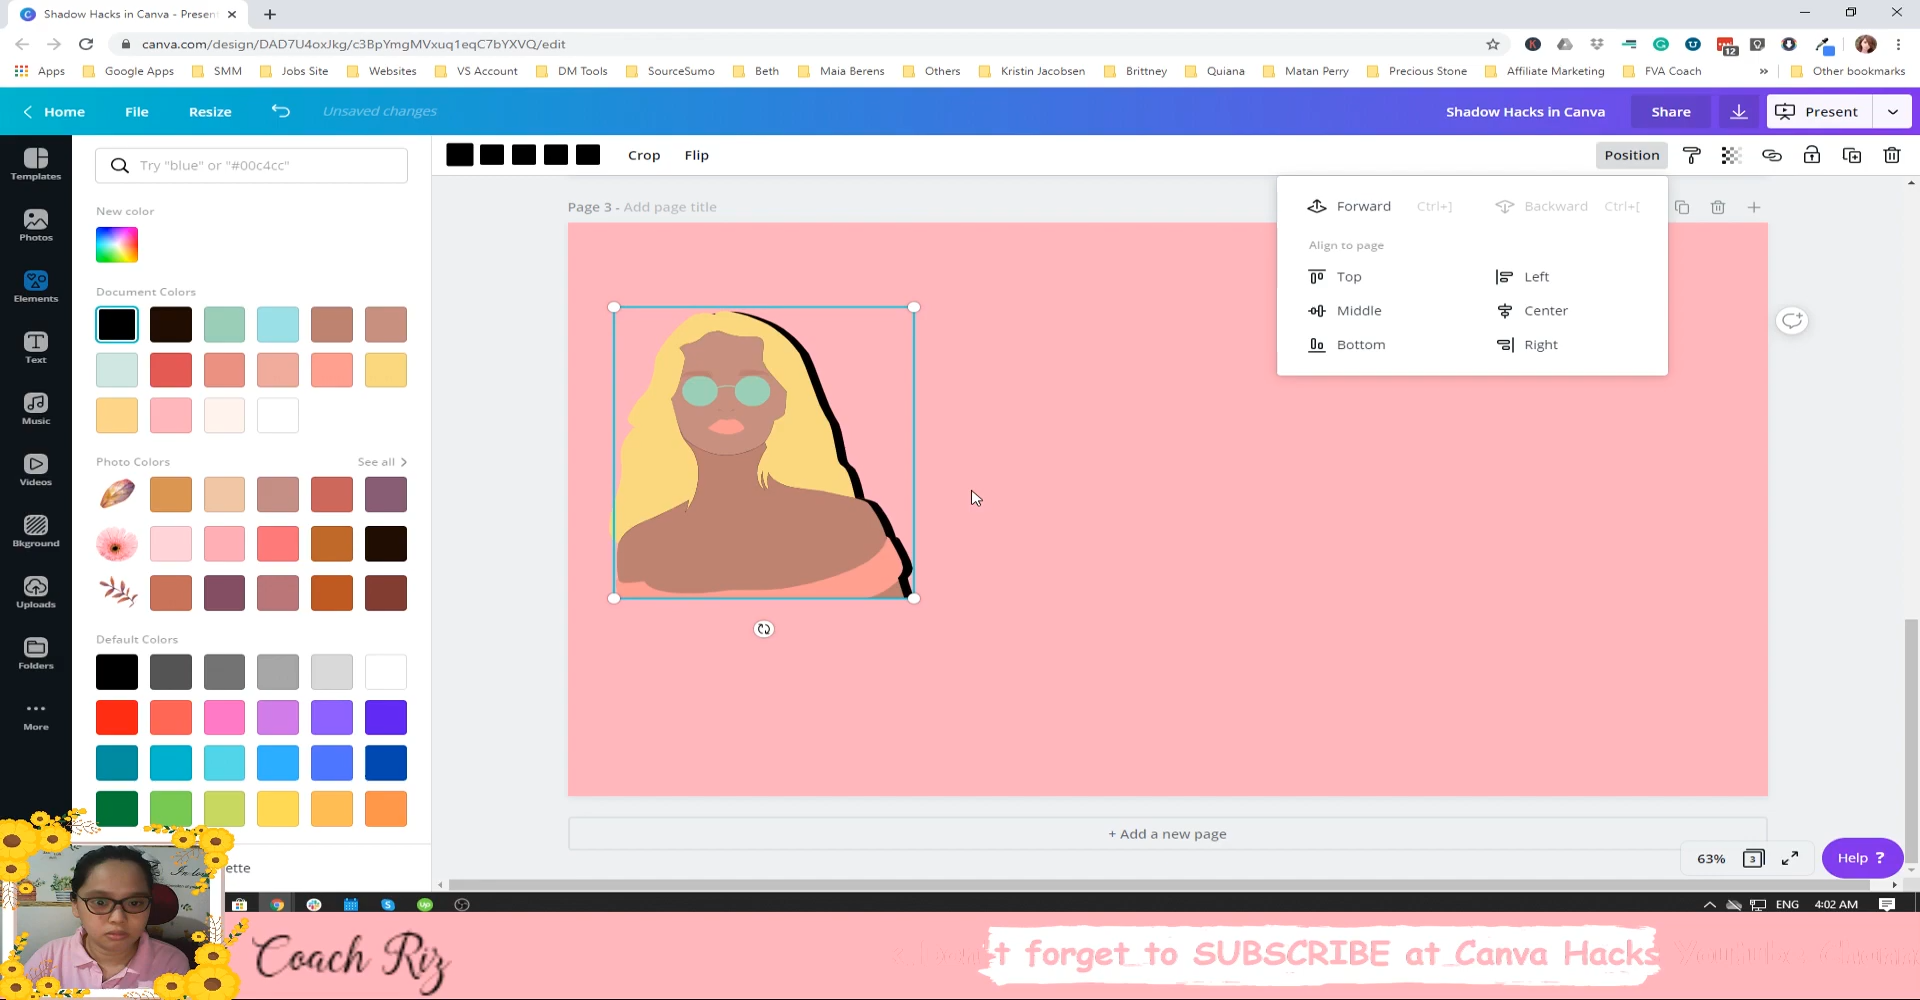 Shadow Hacks in Canva - Presen
canva.com/design/DAD7U4oxJkg/c3BpYmgMVxuq1eqC7bYXVQ/edit
12
Apps Google Apps SMM Jobs Site Websites VS Account DM Tools SourceSumo Beth Maia Berens Others Kristin Jacobsen Brittney Quiana Matan Perry Precious Stone Affiliate Marketing FVA Coach » Other bookmarks
Home File Resize Unsaved changes Shadow Hacks in Canva Share Present
Try "blue" or "#00c4cc" Crop Flip Position
Templates
Photos
Elements
Text
Music
Videos
Bkground
Uploads
Folders
More
New color
Document Colors
Photo Colors See all
Default Colors
ette
Page 3 - Add page title
Forward Ctrl+] Backward Ctrl+[
Align to page
Top Left
Middle Center
Bottom Right
+ Add a new page
63% 3 Help ?
ENG 4:02 AM
Coach Riz
't forget to SUBSCRIBE at Canva Hacks